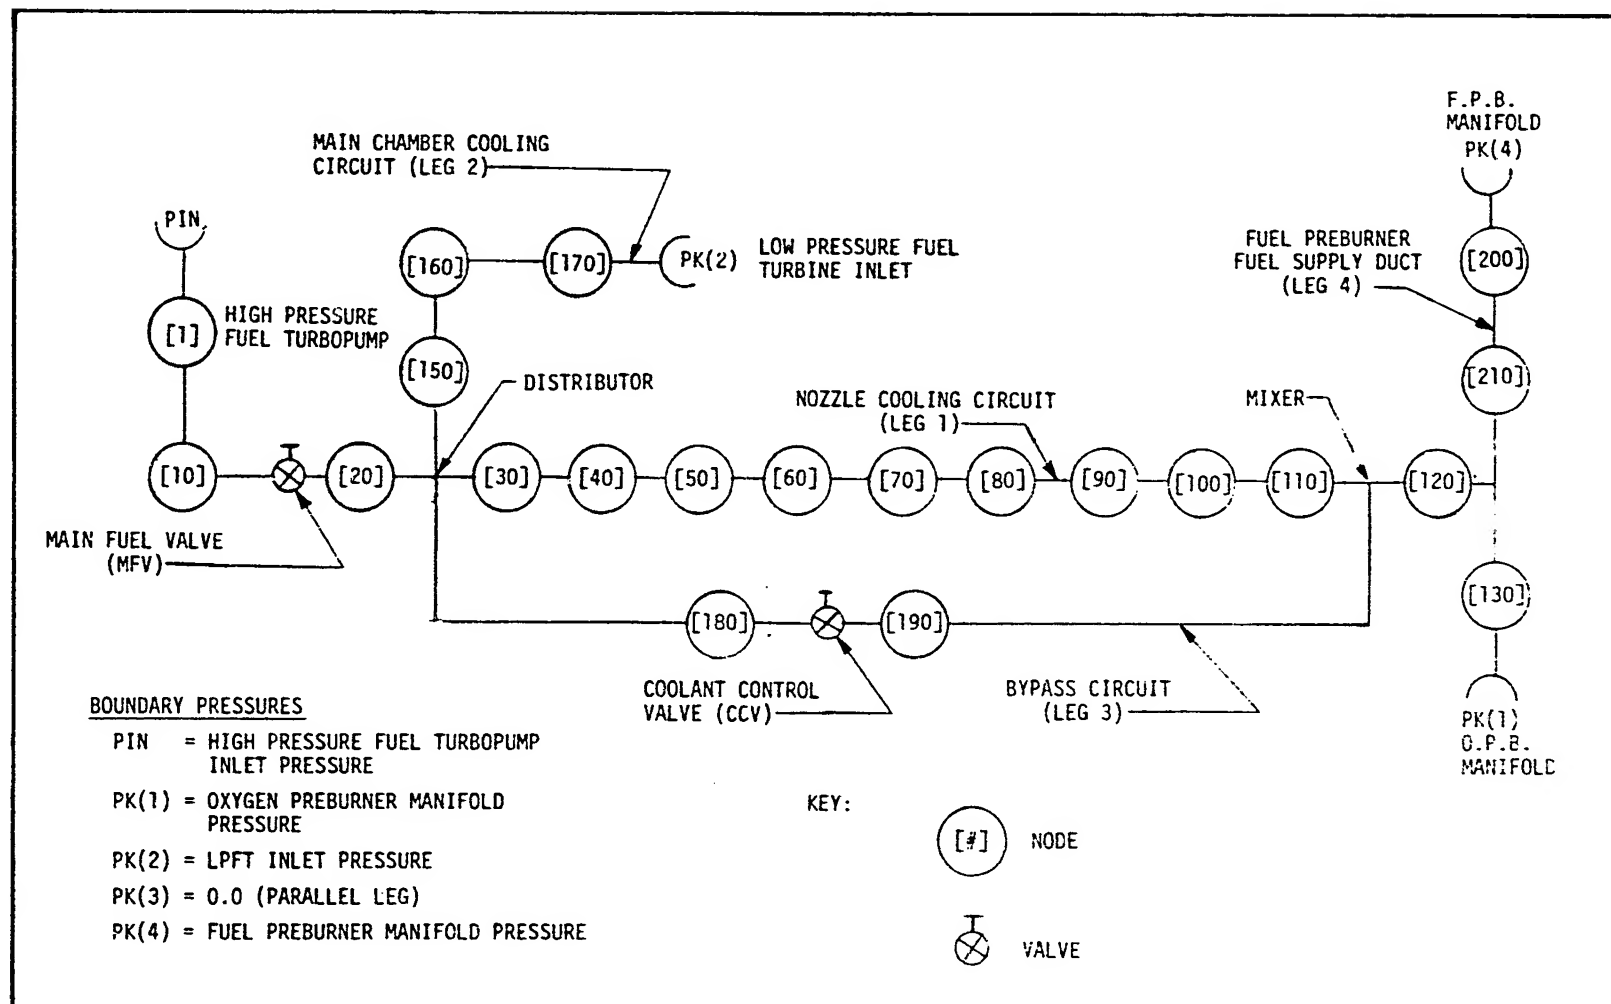 F.P.B.
MANIFOLD
PK(4)
MAIN CHAMBER COOLING
CIRCUIT (LEG 2)
PIN
[160]
[170]
PK(2)
LOW PRESSURE FUEL
TURBINE INLET
FUEL PREBURNER
FUEL SUPPLY DUCT
(LEG 4)
[200]
[1]
HIGH PRESSURE
FUEL TURBOPUMP
[150]
DISTRIBUTOR
NOZZLE COOLING CIRCUIT
(LEG 1)
MIXER
[210]
[10]
[20]
[30]
[40]
[50]
[60]
[70]
[80]
[90]
[100]
[110]
[120]
MAIN FUEL VALVE
(MFV)
[130]
[180]
[190]
COOLANT CONTROL
VALVE (CCV)
BYPASS CIRCUIT
(LEG 3)
PK(1)
O.P.B.
MANIFOLD
BOUNDARY PRESSURES
PIN = HIGH PRESSURE FUEL TURBOPUMP
INLET PRESSURE
PK(1) = OXYGEN PREBURNER MANIFOLD
PRESSURE
PK(2) = LPFT INLET PRESSURE
PK(3) = 0.0 (PARALLEL LEG)
PK(4) = FUEL PREBURNER MANIFOLD PRESSURE
KEY:
[#] NODE
VALVE